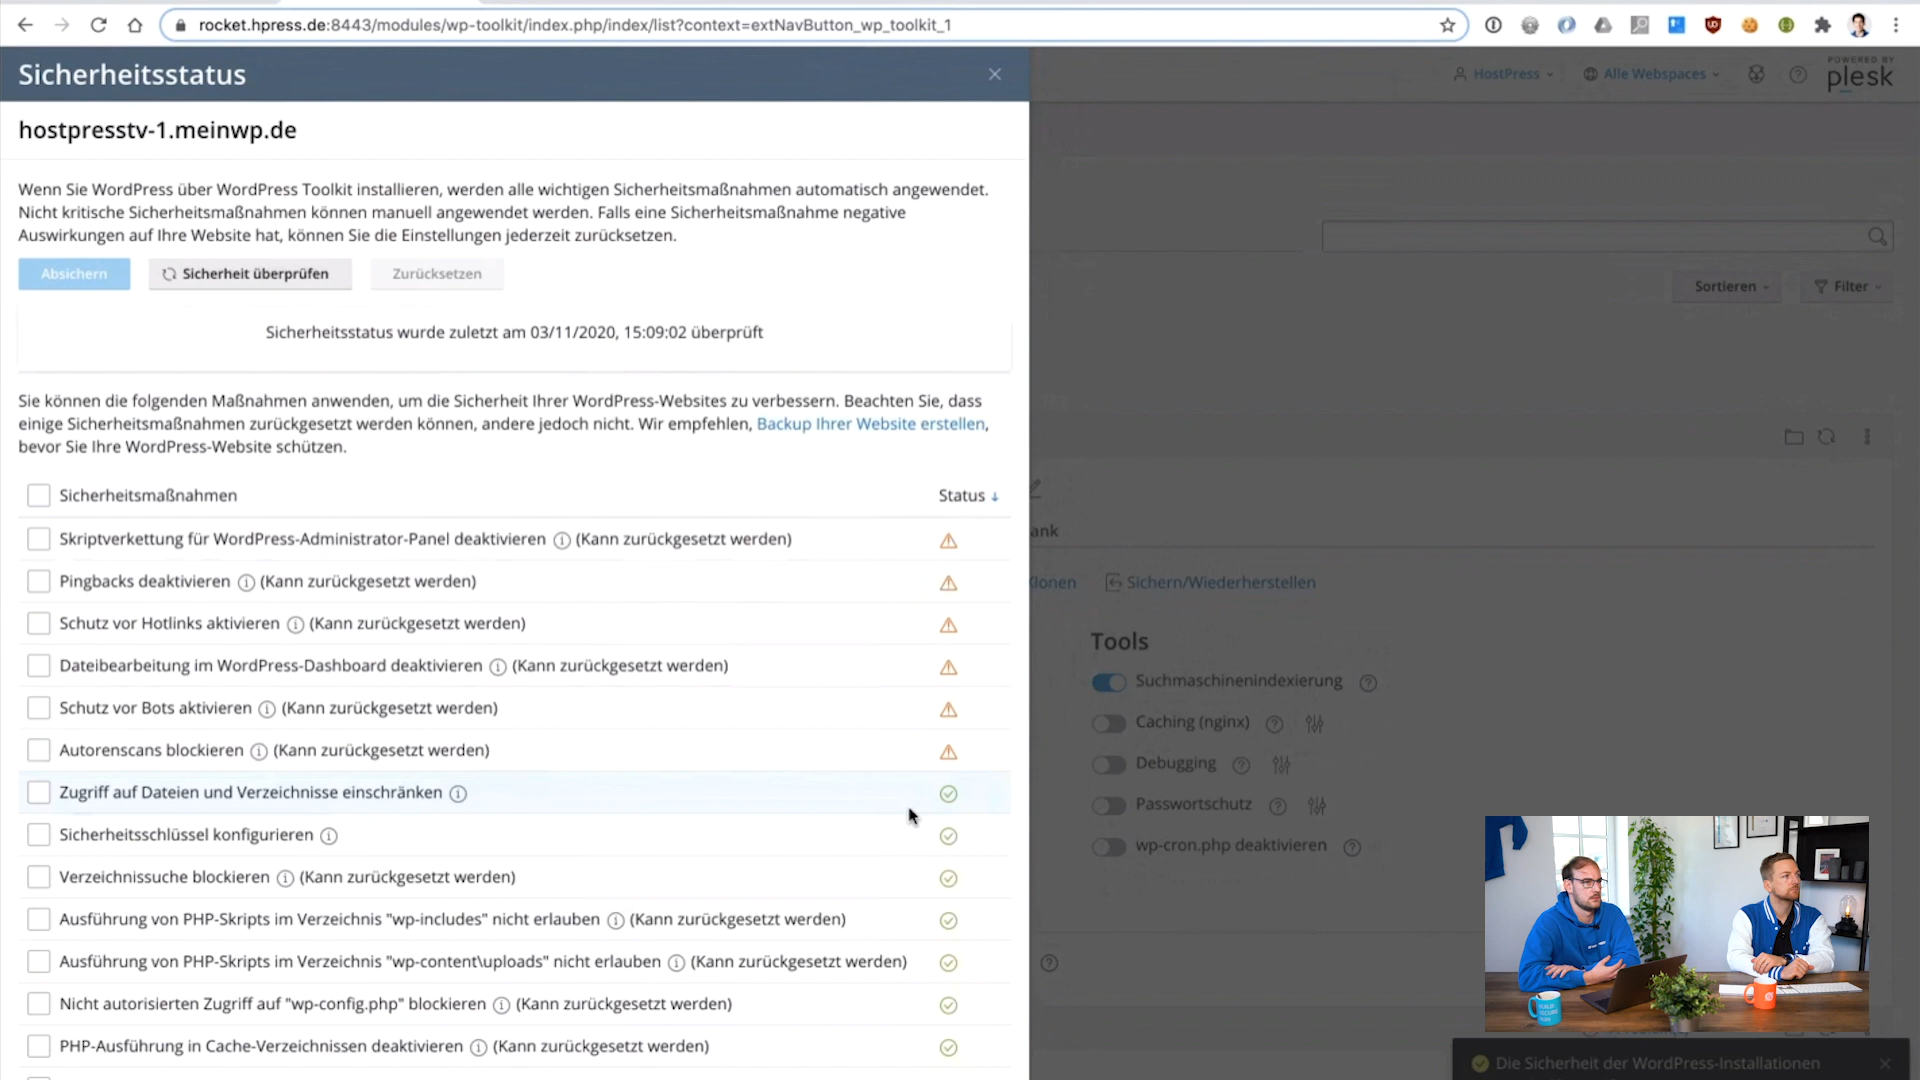 rocket.hpress.de:8443/modules/wp-toolkit/index.php/index/list?context=extNavButton_wp_toolkit_1
Sicherheitsstatus
HostPress
Alle Webspaces
POWERED BY
plesk
hostpresstv-1.meinwp.de
Wenn Sie WordPress über WordPress Toolkit installieren, werden alle wichtigen Sicherheitsmaßnahmen automatisch angewendet.
Nicht kritische Sicherheitsmaßnahmen können manuell angewendet werden. Falls eine Sicherheitsmaßnahme negative
Auswirkungen auf Ihre Website hat, können Sie die Einstellungen jederzeit zurücksetzen.
Absichern
Sicherheit überprüfen
Zurücksetzen
Sortieren
Filter
Sicherheitsstatus wurde zuletzt am 03/11/2020, 15:09:02 überprüft
Sie können die folgenden Maßnahmen anwenden, um die Sicherheit Ihrer WordPress-Websites zu verbessern. Beachten Sie, dass
einige Sicherheitsmaßnahmen zurückgesetzt werden können, andere jedoch nicht. Wir empfehlen, Backup Ihrer Website erstellen,
bevor Sie Ihre WordPress-Website schützen.
Sicherheitsmaßnahmen
Status ↓
Skriptverkettung für WordPress-Administrator-Panel deaktivieren (Kann zurückgesetzt werden)
Pingbacks deaktivieren (Kann zurückgesetzt werden)
Schutz vor Hotlinks aktivieren (Kann zurückgesetzt werden)
Dateibearbeitung im WordPress-Dashboard deaktivieren (Kann zurückgesetzt werden)
Schutz vor Bots aktivieren (Kann zurückgesetzt werden)
Autorenscans blockieren (Kann zurückgesetzt werden)
Zugriff auf Dateien und Verzeichnisse einschränken
Sicherheitsschlüssel konfigurieren
Verzeichnissuche blockieren (Kann zurückgesetzt werden)
Ausführung von PHP-Skripts im Verzeichnis "wp-includes" nicht erlauben (Kann zurückgesetzt werden)
Ausführung von PHP-Skripts im Verzeichnis "wp-content\uploads" nicht erlauben (Kann zurückgesetzt werden)
Nicht autorisierten Zugriff auf "wp-config.php" blockieren (Kann zurückgesetzt werden)
PHP-Ausführung in Cache-Verzeichnissen deaktivieren (Kann zurückgesetzt werden)
ank
lonen
Sichern/Wiederherstellen
Tools
Suchmaschinenindexierung
Caching (nginx)
Debugging
Passwortschutz
wp-cron.php deaktivieren
Die Sicherheit der WordPress-Installationen